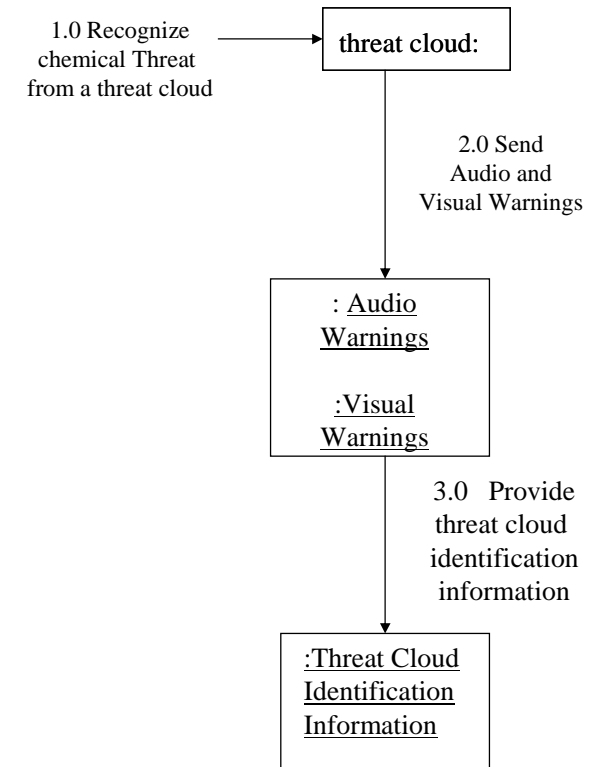 1.0 Recognize
chemical Threat
from a threat cloud
threat cloud:
2.0 Send
Audio and
Visual Warnings
: Audio
Warnings
:Visual
Warnings
3.0 Provide
threat cloud
identification
information
:Threat Cloud
Identification
Information